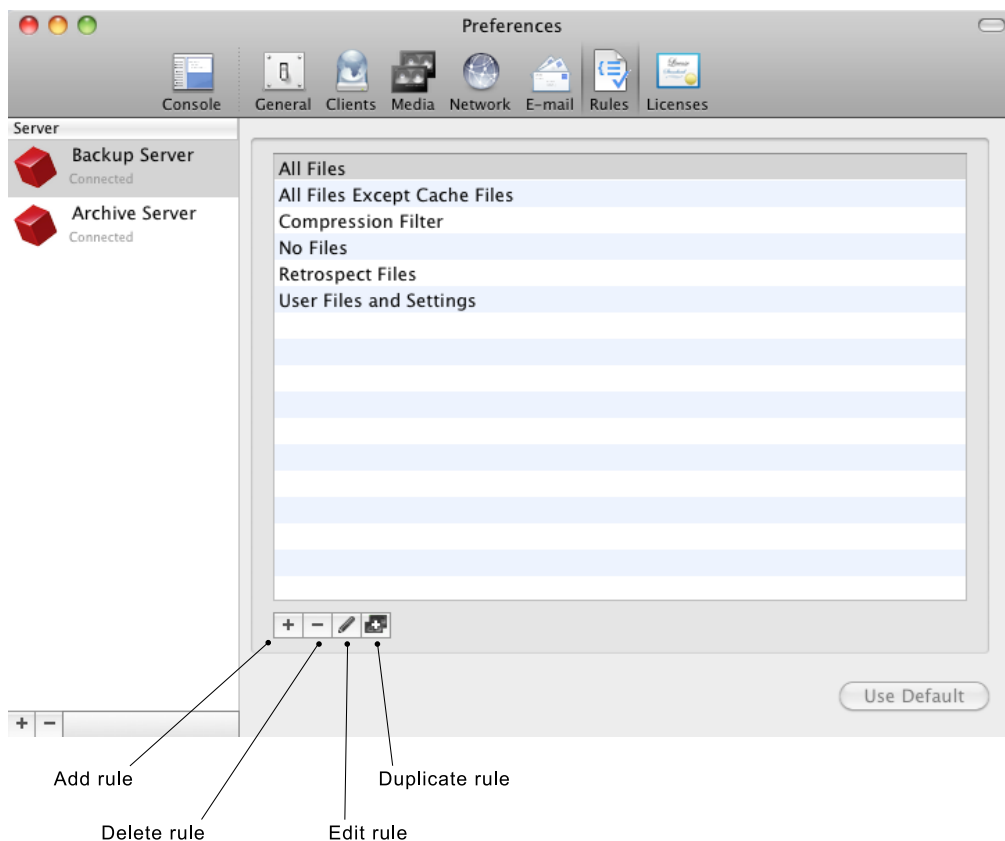 Preferences
Console
General
Clients
Media
Network
E-mail
Rules
Licenses
Server
Backup Server
Connected
Archive Server
Connected
All Files
All Files Except Cache Files
Compression Filter
No Files
Retrospect Files
User Files and Settings
Use Default
Add rule
Duplicate rule
Delete rule
Edit rule